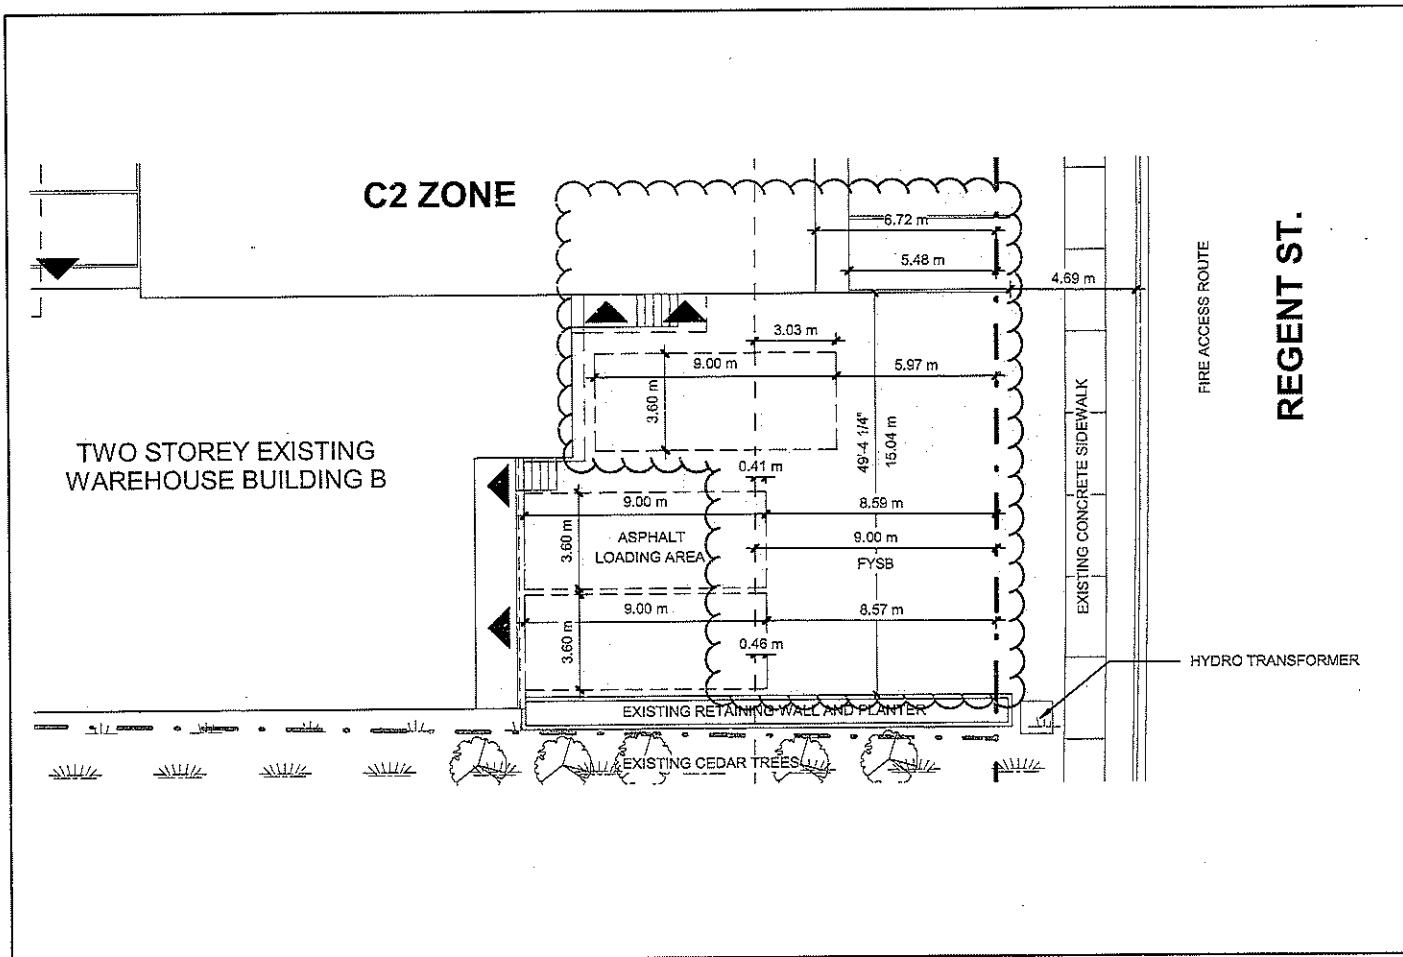 C2 ZONE
6.72 m
5.48 m
4.69 m
FIRE ACCESS ROUTE
REGENT ST.
3.03 m
9.00 m
5.97 m
3.60 m
49'-4 1/4"
15.04 m
TWO STOREY EXISTING
WAREHOUSE BUILDING B
0.41 m
9.00 m
8.59 m
3.60 m
ASPHALT
LOADING AREA
9.00 m
FYSB
EXISTING CONCRETE SIDEWALK
9.00 m
8.57 m
3.60 m
0.46 m
HYDRO TRANSFORMER
EXISTING RETAINING WALL AND PLANTER
EXISTING CEDAR TREES